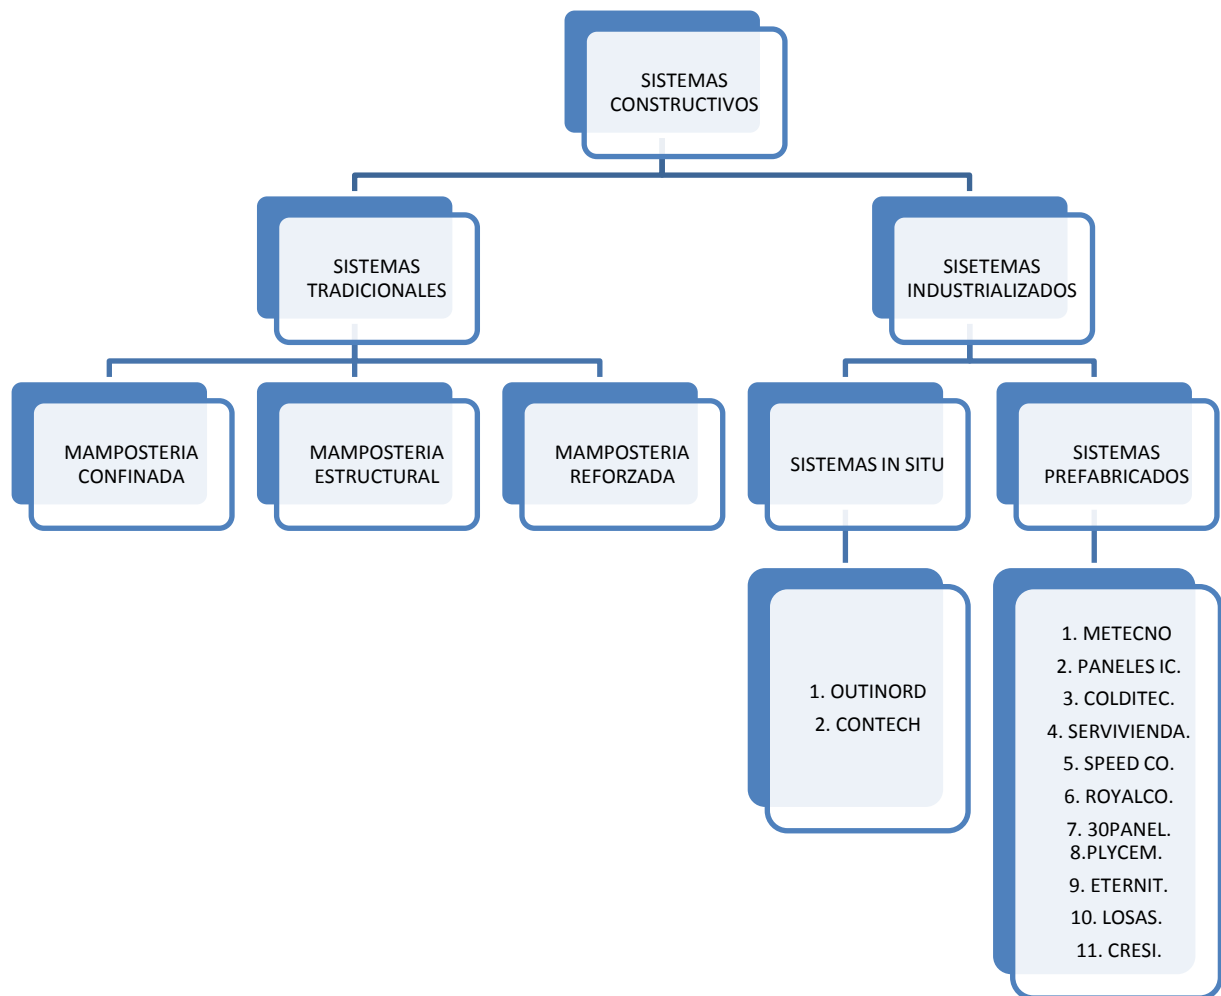 SISTEMAS
CONSTRUCTIVOS
SISTEMAS
TRADICIONALES
SISETEMAS
INDUSTRIALIZADOS
MAMPOSTERIA
CONFINADA
MAMPOSTERIA
ESTRUCTURAL
MAMPOSTERIA
REFORZADA
SISTEMAS IN SITU
SISTEMAS
PREFABRICADOS
1. OUTINORD
2. CONTECH
1. METECNO
2. PANELES IC.
3. COLDITEC.
4. SERVIVIENDA.
5. SPEED CO.
6. ROYALCO.
7. 30PANEL.
8.PLYCEM.
9. ETERNIT.
10. LOSAS.
11. CRESI.